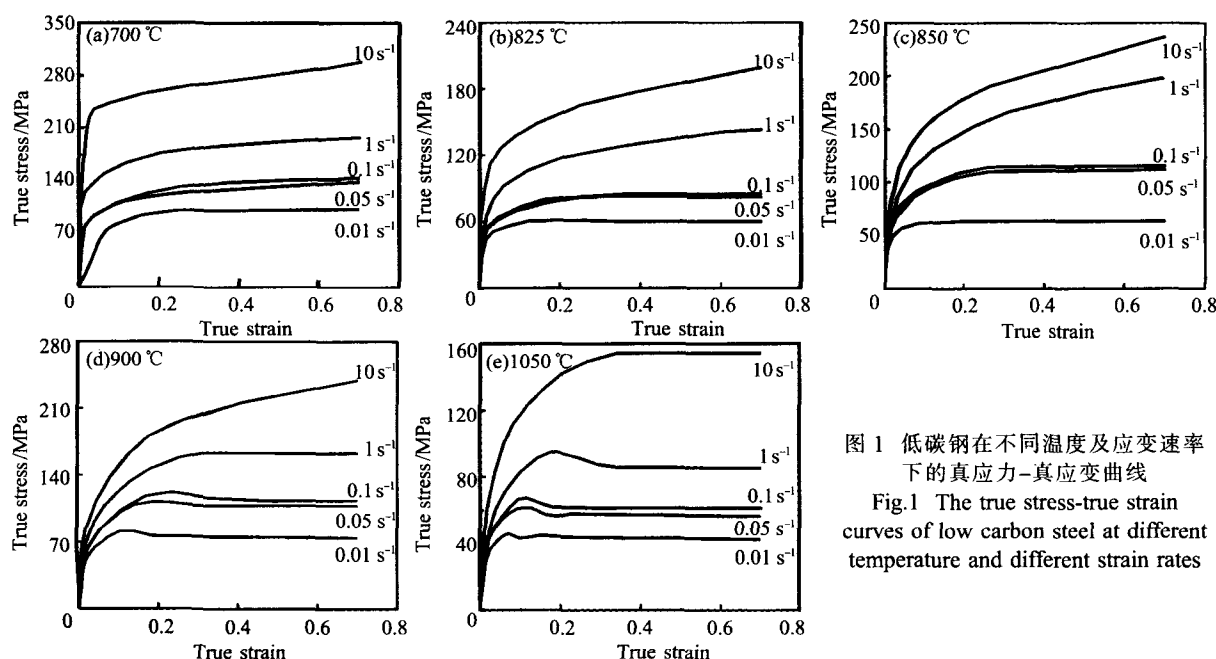 (a)700 ℃
True stress/MPa
350
280
210
140
70
0
0.2
0.4
0.6
0.8
True strain
10 s⁻¹
1 s⁻¹
0.1 s⁻¹
0.05 s⁻¹
0.01 s⁻¹
(b)825 ℃
True stress/MPa
240
180
120
60
0
0.2
0.4
0.6
0.8
True strain
10 s⁻¹
1 s⁻¹
0.1 s⁻¹
0.05 s⁻¹
0.01 s⁻¹
(c)850 ℃
True stress/MPa
250
200
150
100
50
0
0.2
0.4
0.6
0.8
True strain
10 s⁻¹
1 s⁻¹
0.1 s⁻¹
0.05 s⁻¹
0.01 s⁻¹
(d)900 ℃
True stress/MPa
280
210
140
70
0
0.2
0.4
0.6
0.8
True strain
10 s⁻¹
1 s⁻¹
0.1 s⁻¹
0.05 s⁻¹
0.01 s⁻¹
(e)1050 ℃
True stress/MPa
160
120
80
40
0
0.2
0.4
0.6
0.8
True strain
10 s⁻¹
1 s⁻¹
0.1 s⁻¹
0.05 s⁻¹
0.01 s⁻¹
图 1 低碳钢在不同温度及应变速率
下的真应力–真应变曲线
Fig.1 The true stress-true strain
curves of low carbon steel at different
temperature and different strain rates